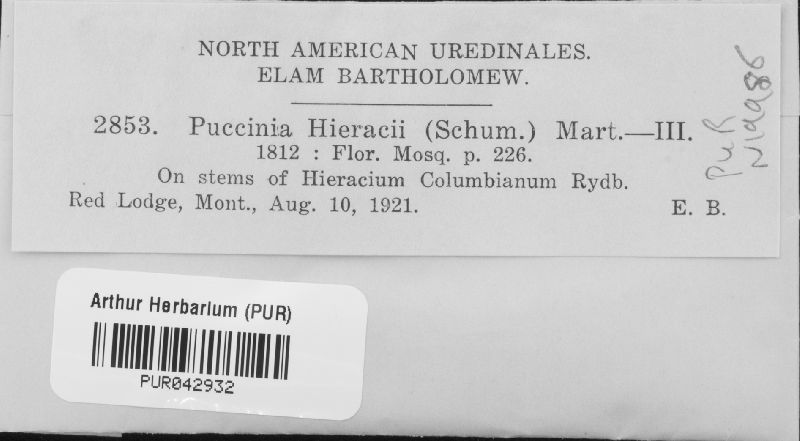 NORTH AMERICAN UREDINALES.
ELAM BARTHOLOMEW.
2853. Puccinia Hieracii (Schum.) Mart.—III.
1812 : Flor. Mosq. p. 226.
On stems of Hieracium Columbianum Rydb.
Red Lodge, Mont., Aug. 10, 1921. E. B.
PUR
N19986
Arthur Herbarium (PUR)
PUR042932